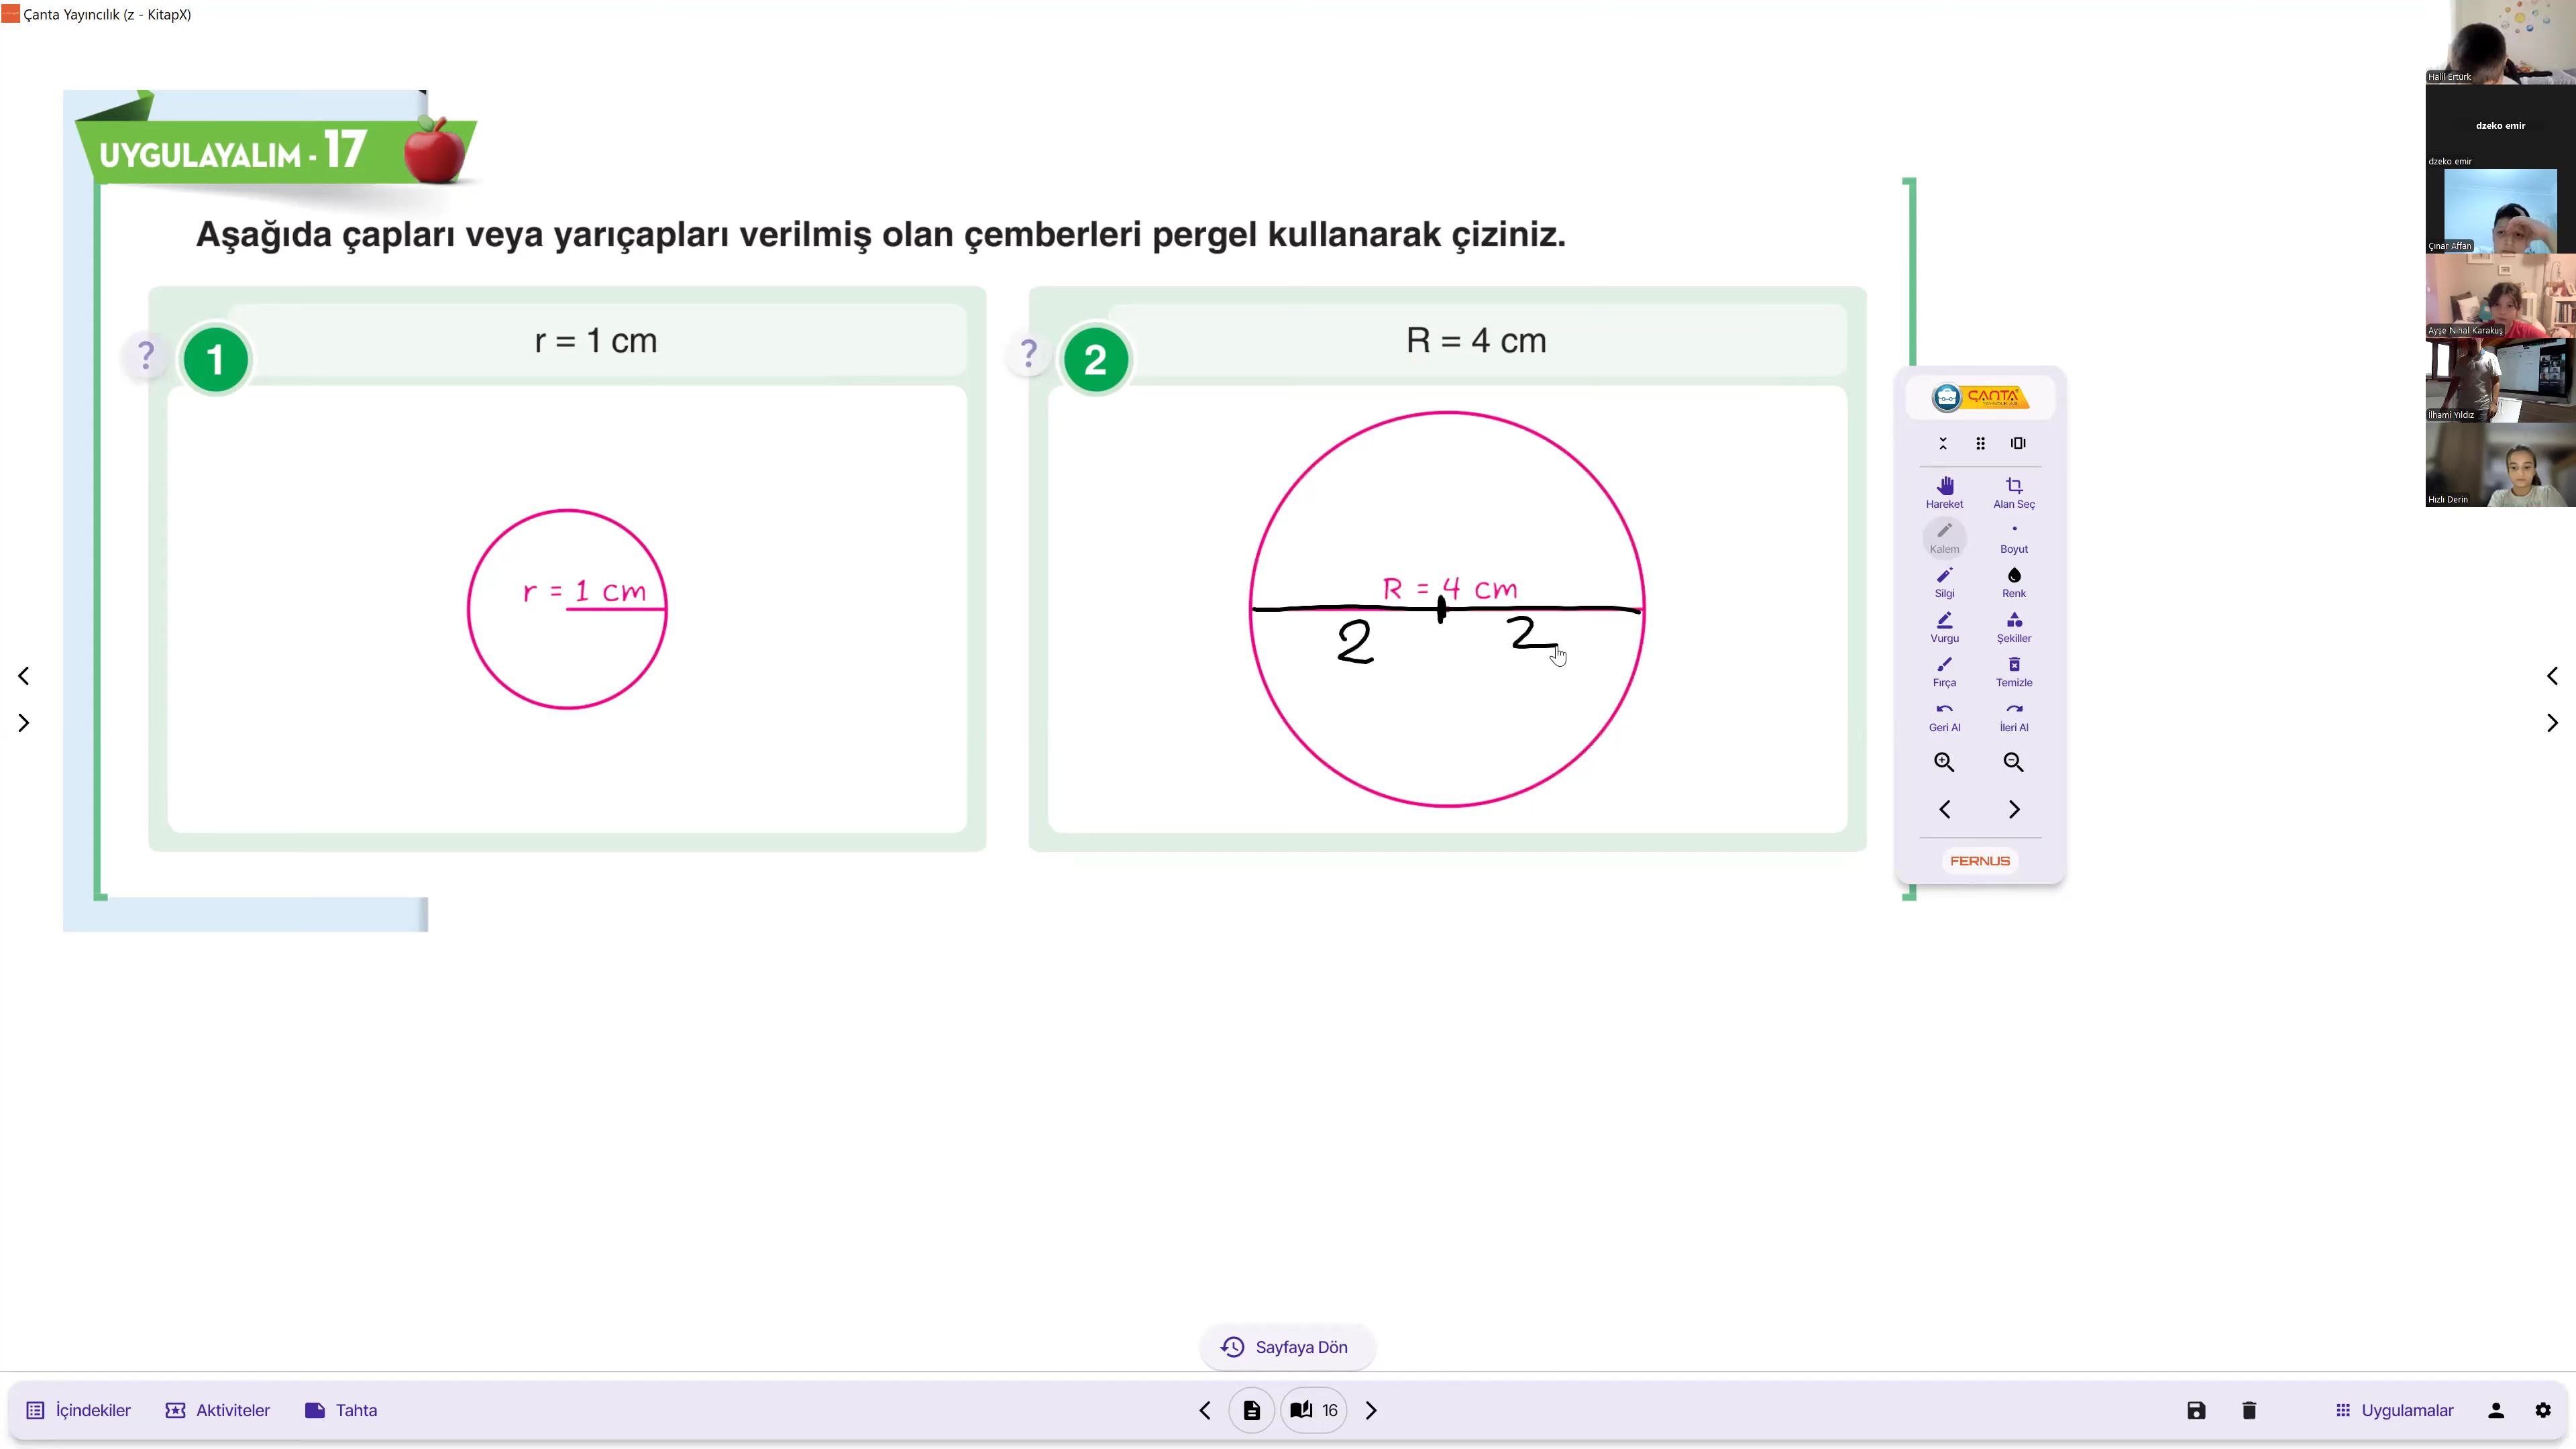 Çanta Yayıncılık (z - KitapX)
UYGULAYALIM - 17
Aşağıda çapları veya yarıçapları verilmiş olan çemberleri pergel kullanarak çiziniz.
?
1
r = 1 cm
r = 1 cm
?
2
R = 4 cm
R = 4 cm
2 2
ÇANTA
Hareket Alan Seç
Kalem Boyut
Silgi Renk
Vurgu Şekiller
Fırça Temizle
Geri Al İleri Al
FERNUS
Halil Ertürk
dzeko emir
dzeko emir
Çınar Affan
Ayşe Nihal Karakuş
İlhami Yıldız
Hızlı Derin
Sayfaya Dön
İçindekiler Aktiviteler Tahta 16 Uygulamalar